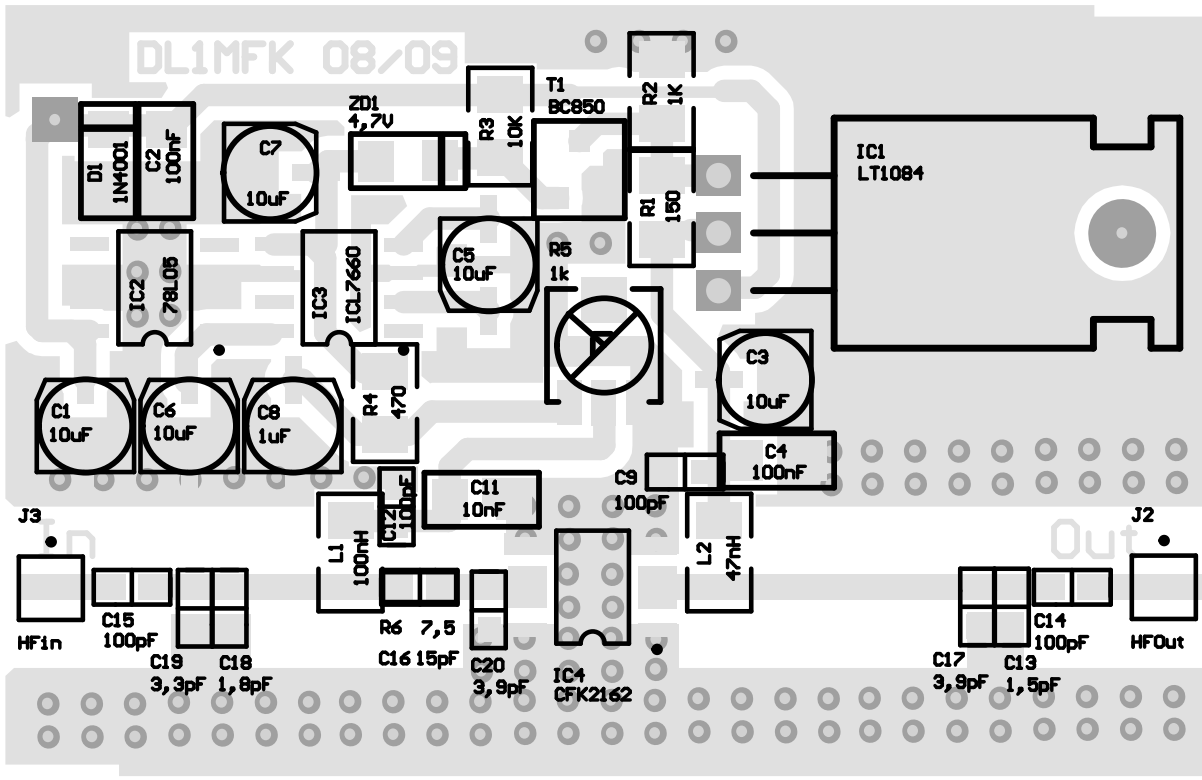 DL1MFK 08/09
D1
1N4001
C2
100nF
C7
10uF
ZD1
4,7V
R3
10K
T1
BC850
R2
1K
R1
150
IC1
LT1084
IC2
78L05
IC3
ICL7660
C5
10uF
R5
1k
C1
10uF
C6
10uF
C8
1uF
R4
470
C3
10uF
C4
100nF
C9
100pF
C11
10nF
C12
100pF
J3
In
HFin
L1
100nH
L2
47nH
Out
J2
HFOut
C15
100pF
C19
3,3pF
C18
1,8pF
R6 7,5
C16 15pF
C20
3,9pF
IC4
CFK2162
C17
3,9pF
C13
1,5pF
C14
100pF